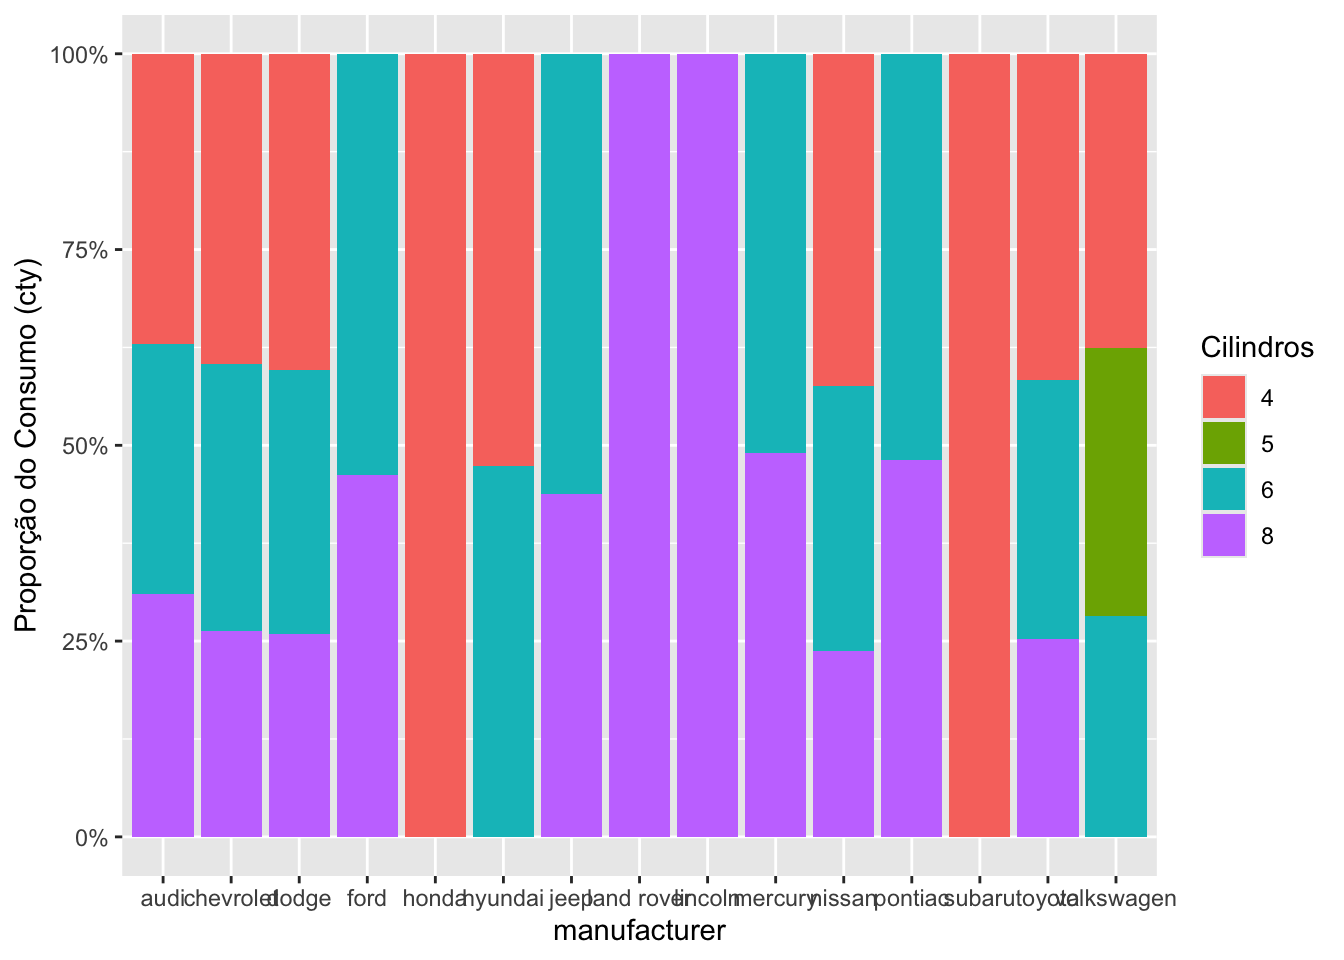 100%
75%
50%
25%
0%
Proporção do Consumo (cty)
audi chevrolet dodge ford honda hyundai jeep land rover lincoln mercury nissan pontiac subaru toyota volkswagen
manufacturer
Cilindros
4
5
6
8